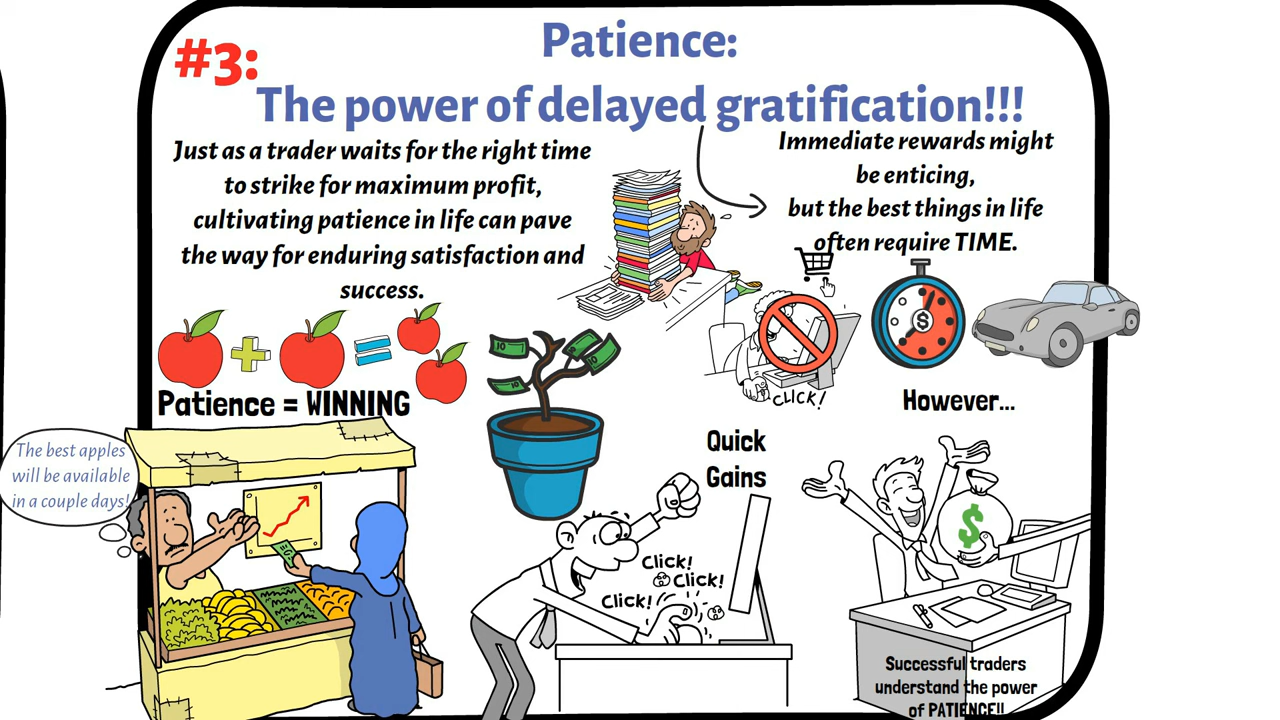 #3:
Patience:
The power of delayed gratification!!!
Just as a trader waits for the right time
to strike for maximum profit,
cultivating patience in life can pave
the way for enduring satisfaction and
success.
Immediate rewards might
be enticing,
but the best things in life
often require TIME.
$
10
10
10
CLICK!
Patience = WINNING
However...
The best apples
will be available
in a couple days!
Quick
Gains
Click!
Click!
Click!
$
Successful traders
understand the power
of PATIENCE!!